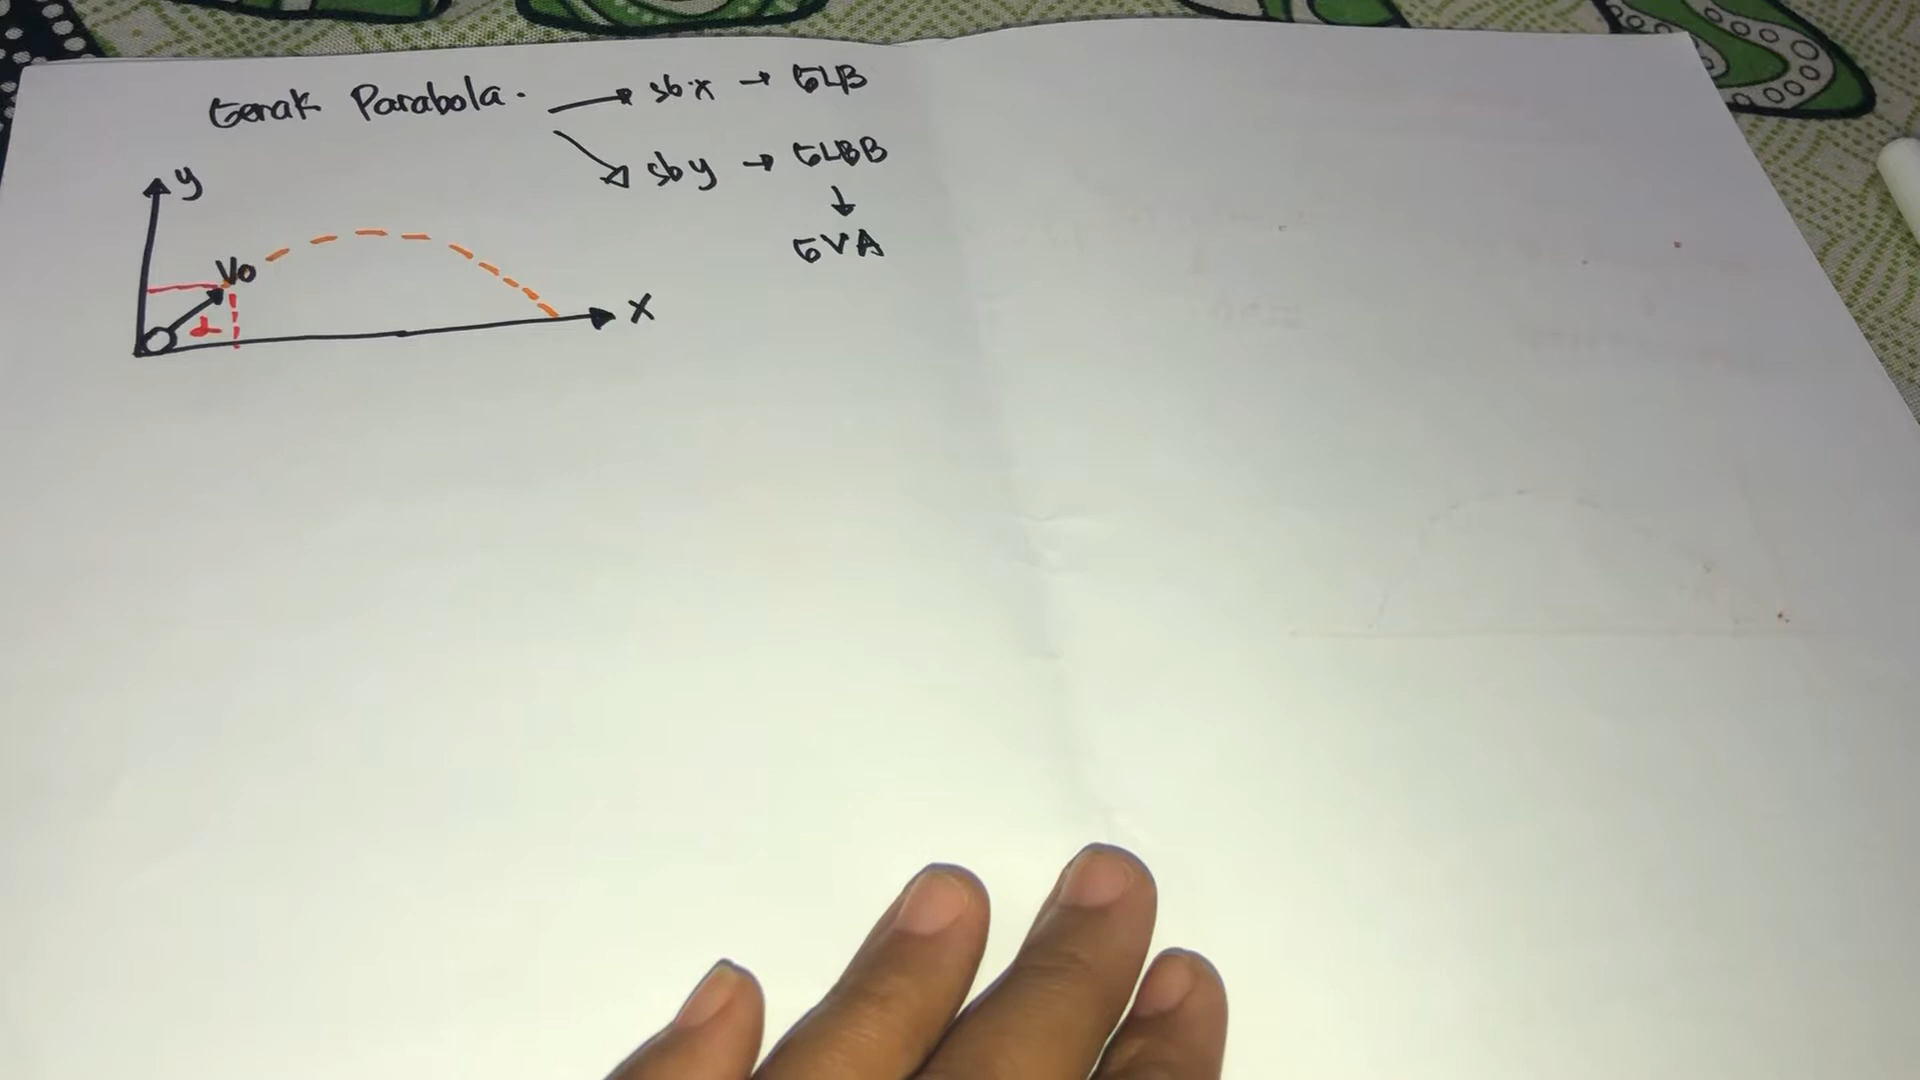 Gerak Parabola. → sb.x → GLB
sb y → GLBB
↓
GVA
y
Vo
α
X